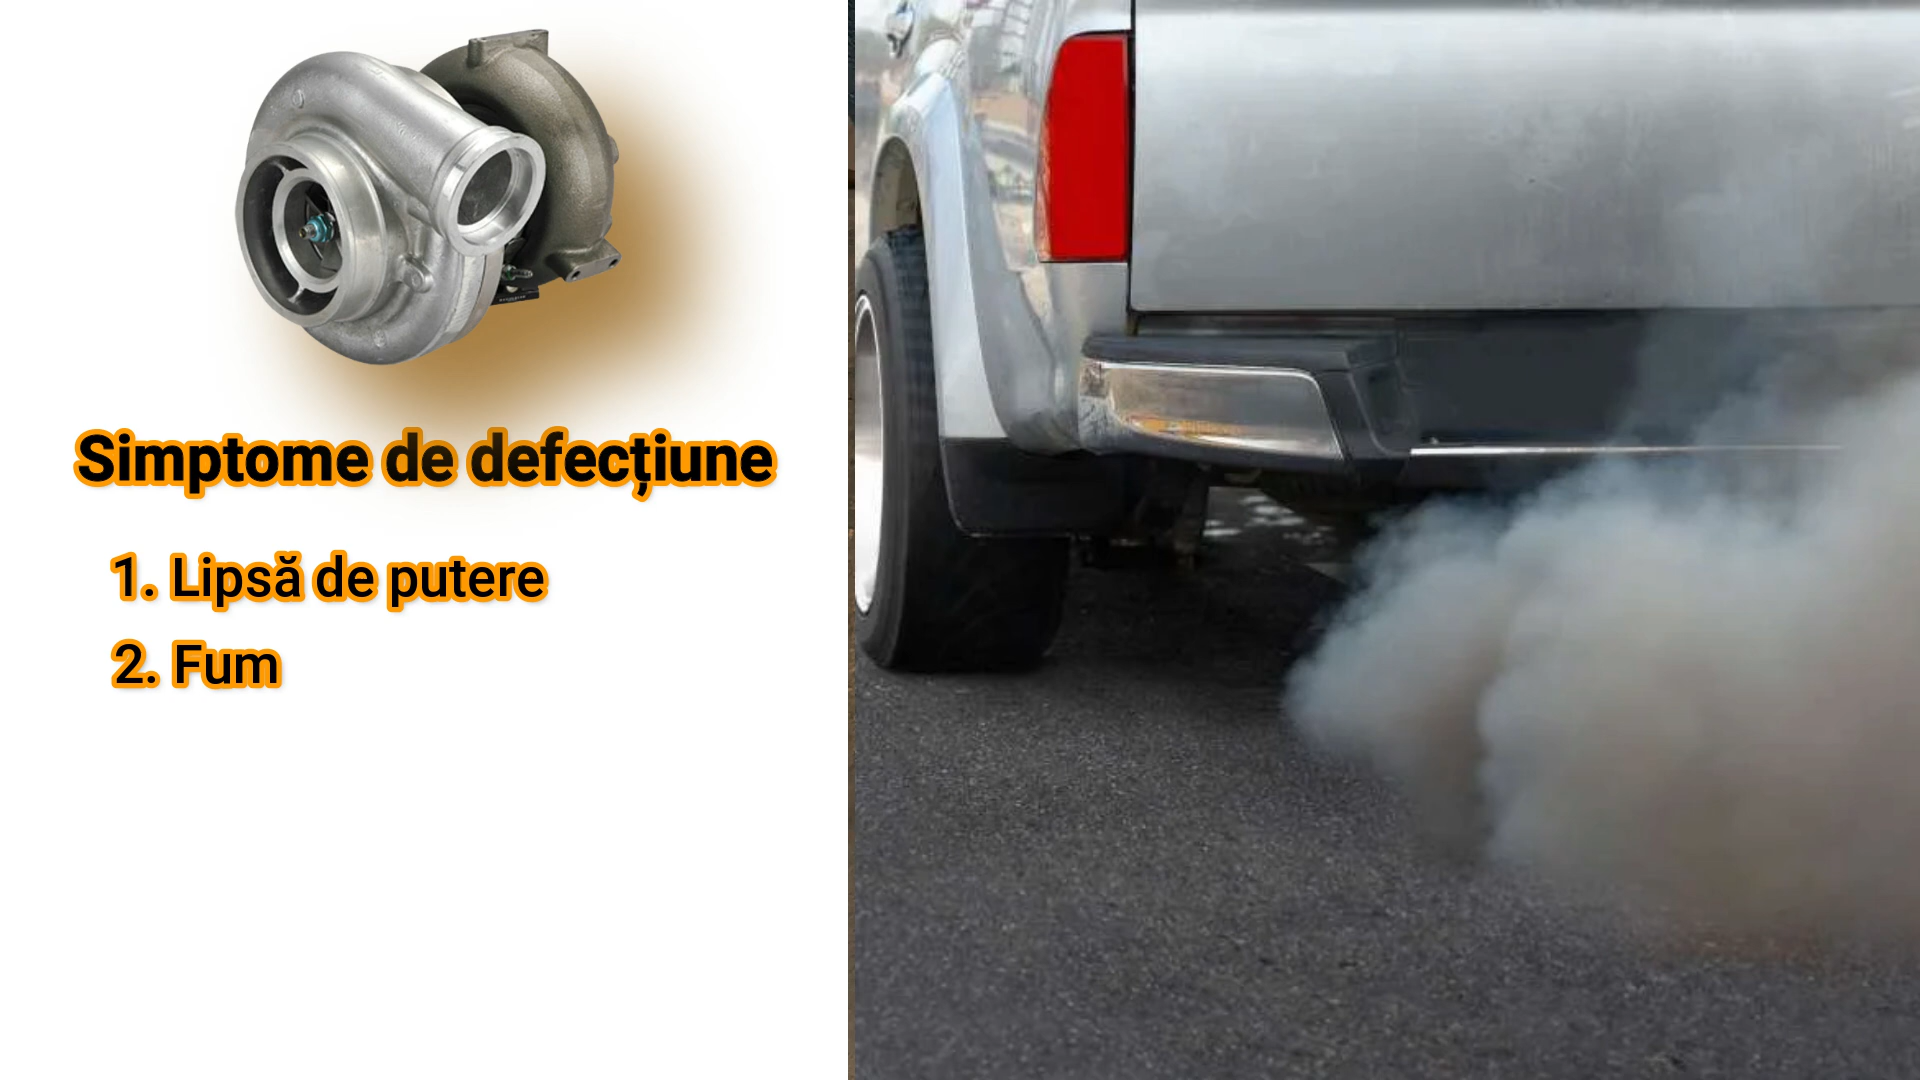 Simptome de defecțiune
1. Lipsă de putere
2. Fum